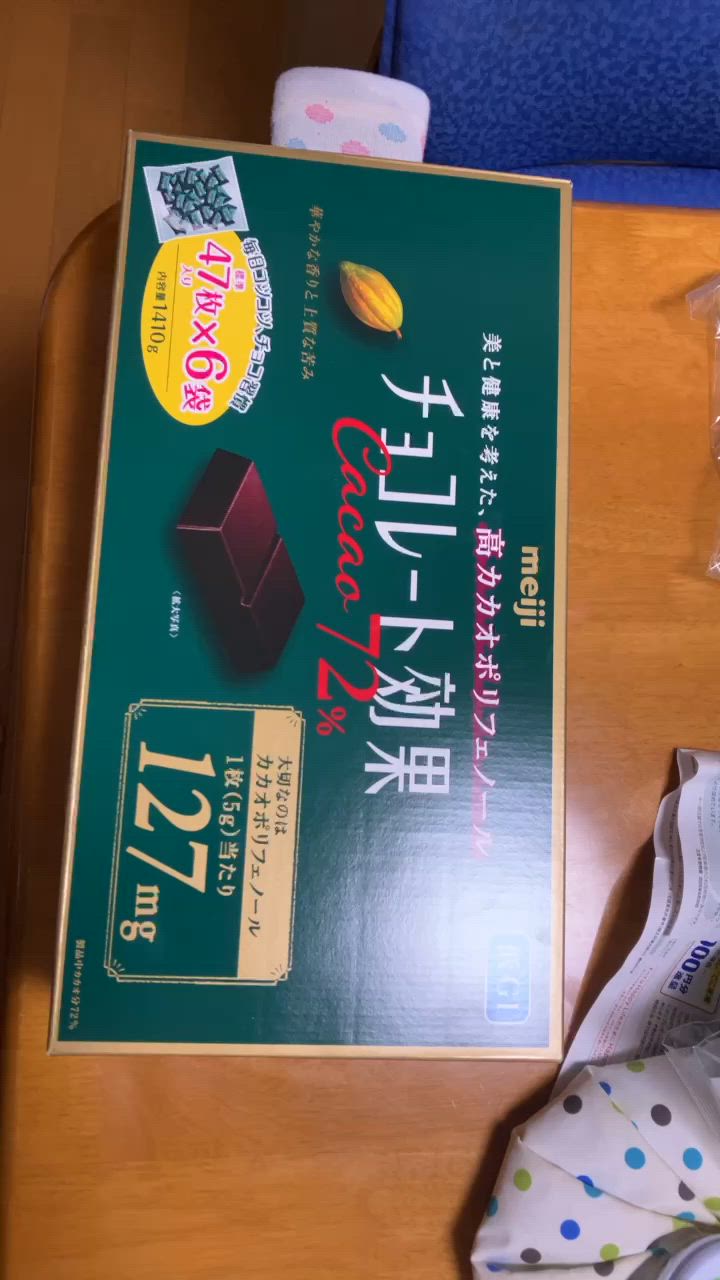 meiji
美と健康を考えた、高カカオポリフェノール
チョコレート効果
Cacao 72%
華やかな香りと上質な苦み
毎日コツコツ、チョコ習慣
標準
47枚×6袋
入り
内容量1410g
(拡大写真)
大切なのは
カカオポリフェノール
1枚(5g)当たり
127mg
製品中カカオ分72%
100円分